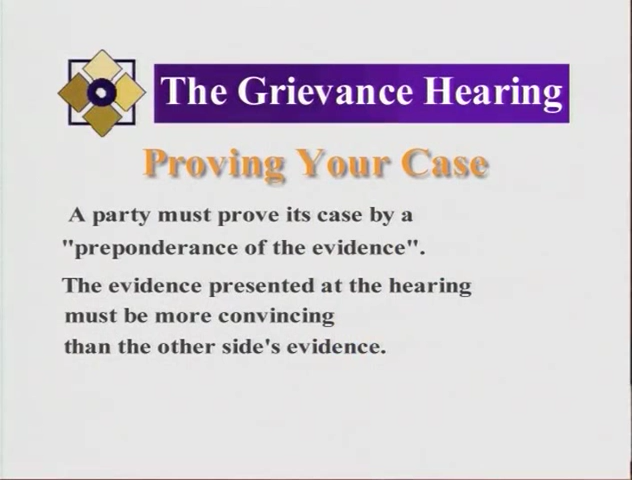 The Grievance Hearing
Proving Your Case
A party must prove its case by a
"preponderance of the evidence".
The evidence presented at the hearing
must be more convincing
than the other side's evidence.